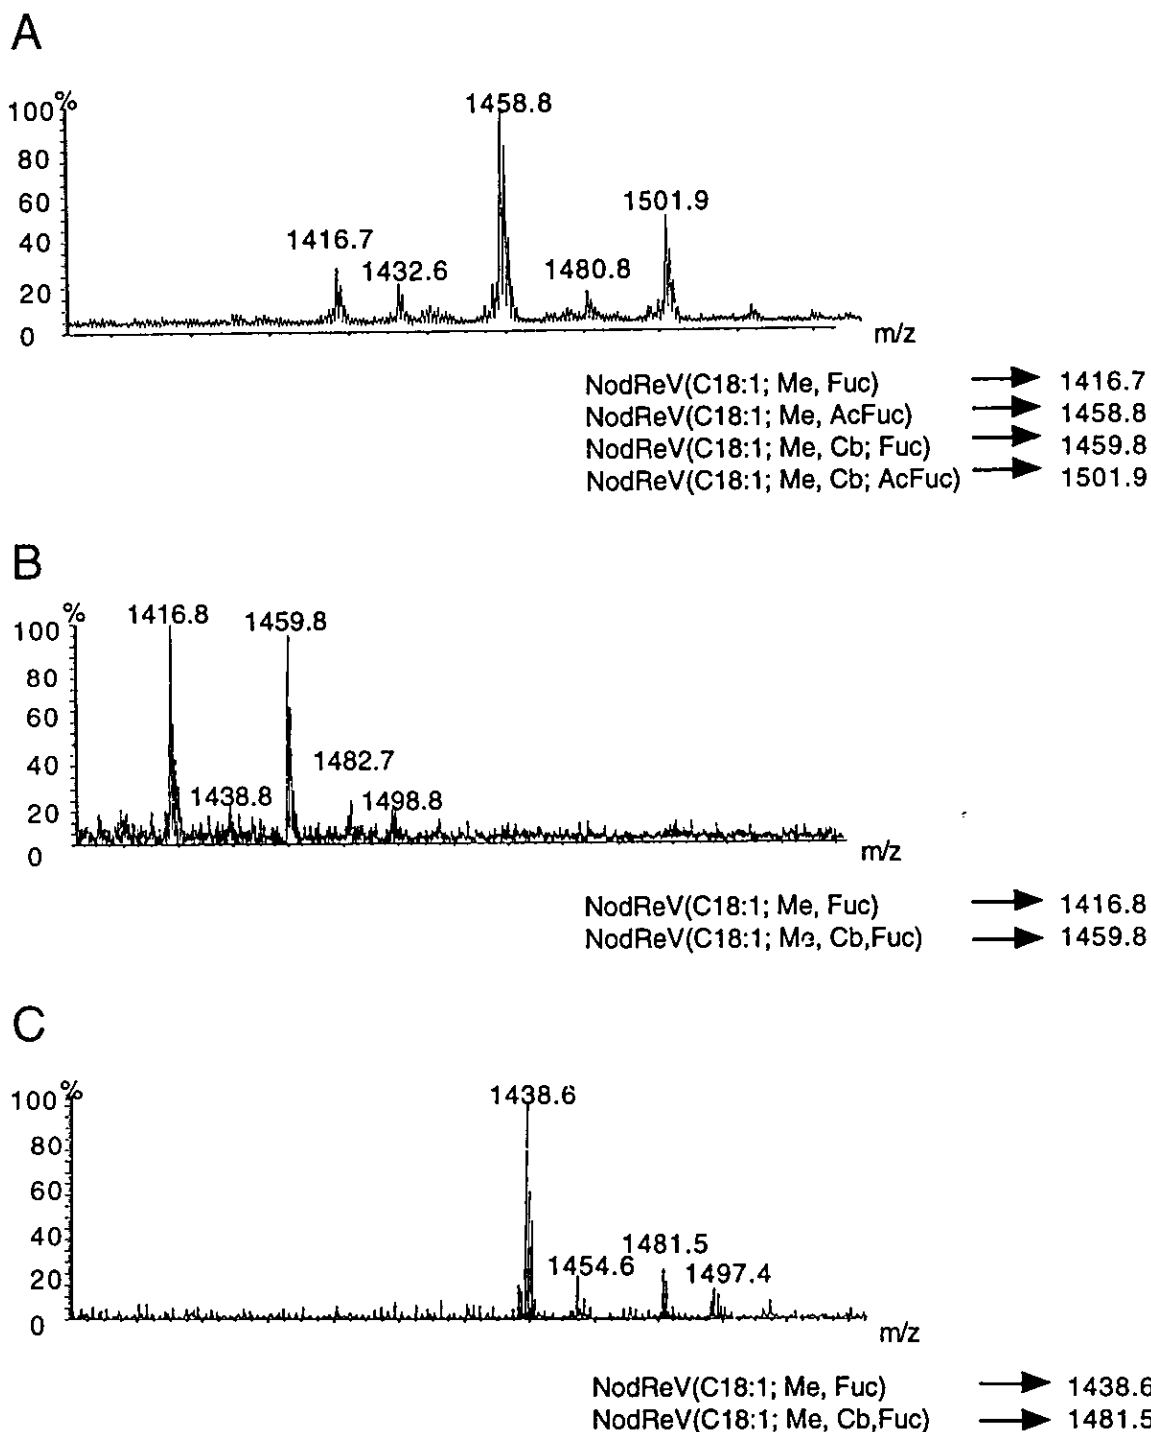 A
100 %
1458.8
80
60
1501.9
40
1416.7
1432.6
1480.8
20
0
m/z
NodReV(C18:1; Me, Fuc) 1416.7
NodReV(C18:1; Me, AcFuc) 1458.8
NodReV(C18:1; Me, Cb; Fuc) 1459.8
NodReV(C18:1; Me, Cb; AcFuc) 1501.9
B
%
1416.8
1459.8
100
80
60
1482.7
40
1438.8
1498.8
20
0
m/z
NodReV(C18:1; Me, Fuc) 1416.8
NodReV(C18:1; Me, Cb,Fuc) 1459.8
C
100 %
1438.6
80
60
40
1481.5
1454.6
1497.4
20
0
m/z
NodReV(C18:1; Me, Fuc) 1438.6
NodReV(C18:1; Me, Cb,Fuc) 1481.5